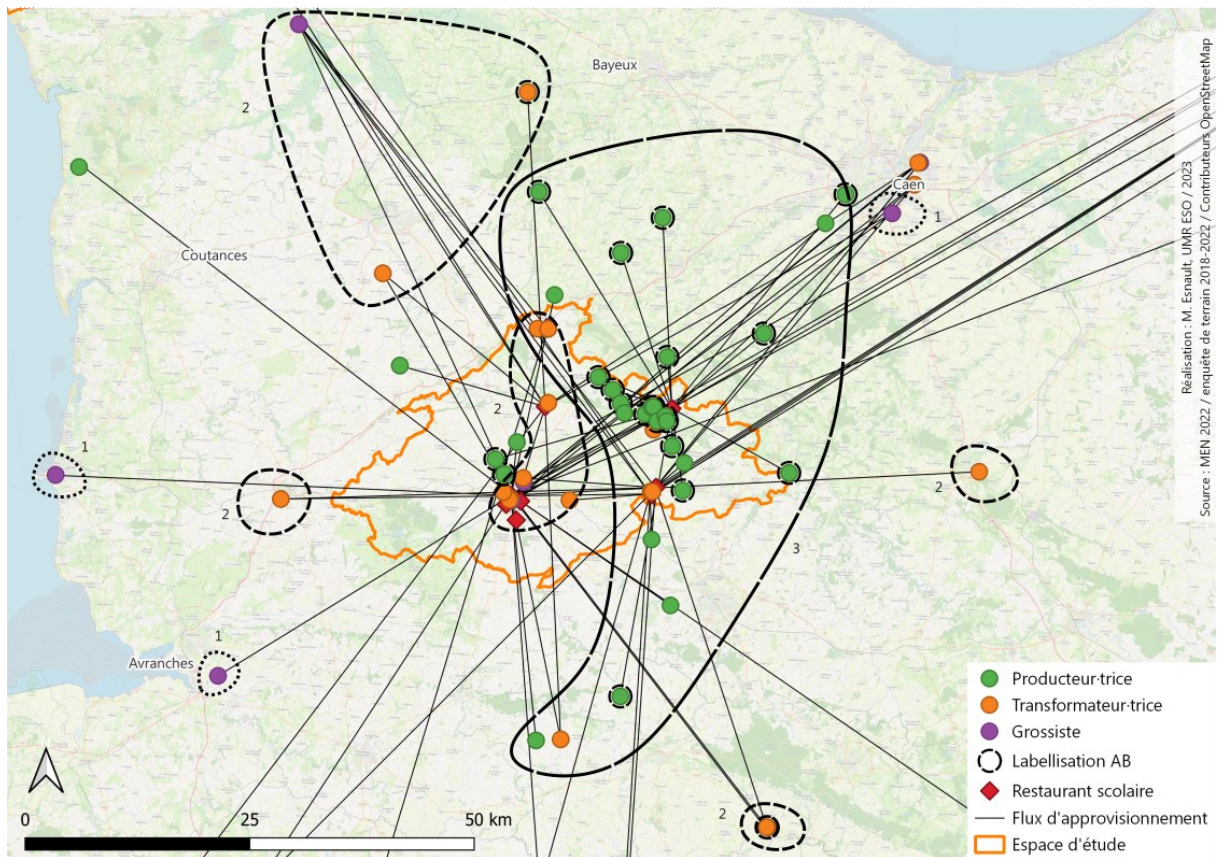 Bayeux
2
Caen
1
Coutances
2
1
2
2
3
1
Avranches
2
0
25
50 km
Producteur·trice
Transformateur·trice
Grossiste
Labellisation AB
Restaurant scolaire
Flux d'approvisionnement
Espace d'étude
Réalisation : M. Esnault, UMR ESO / 2023
Source : MEN 2022 / enquête de terrain 2018-2022 / Contributeurs OpenStreetMap